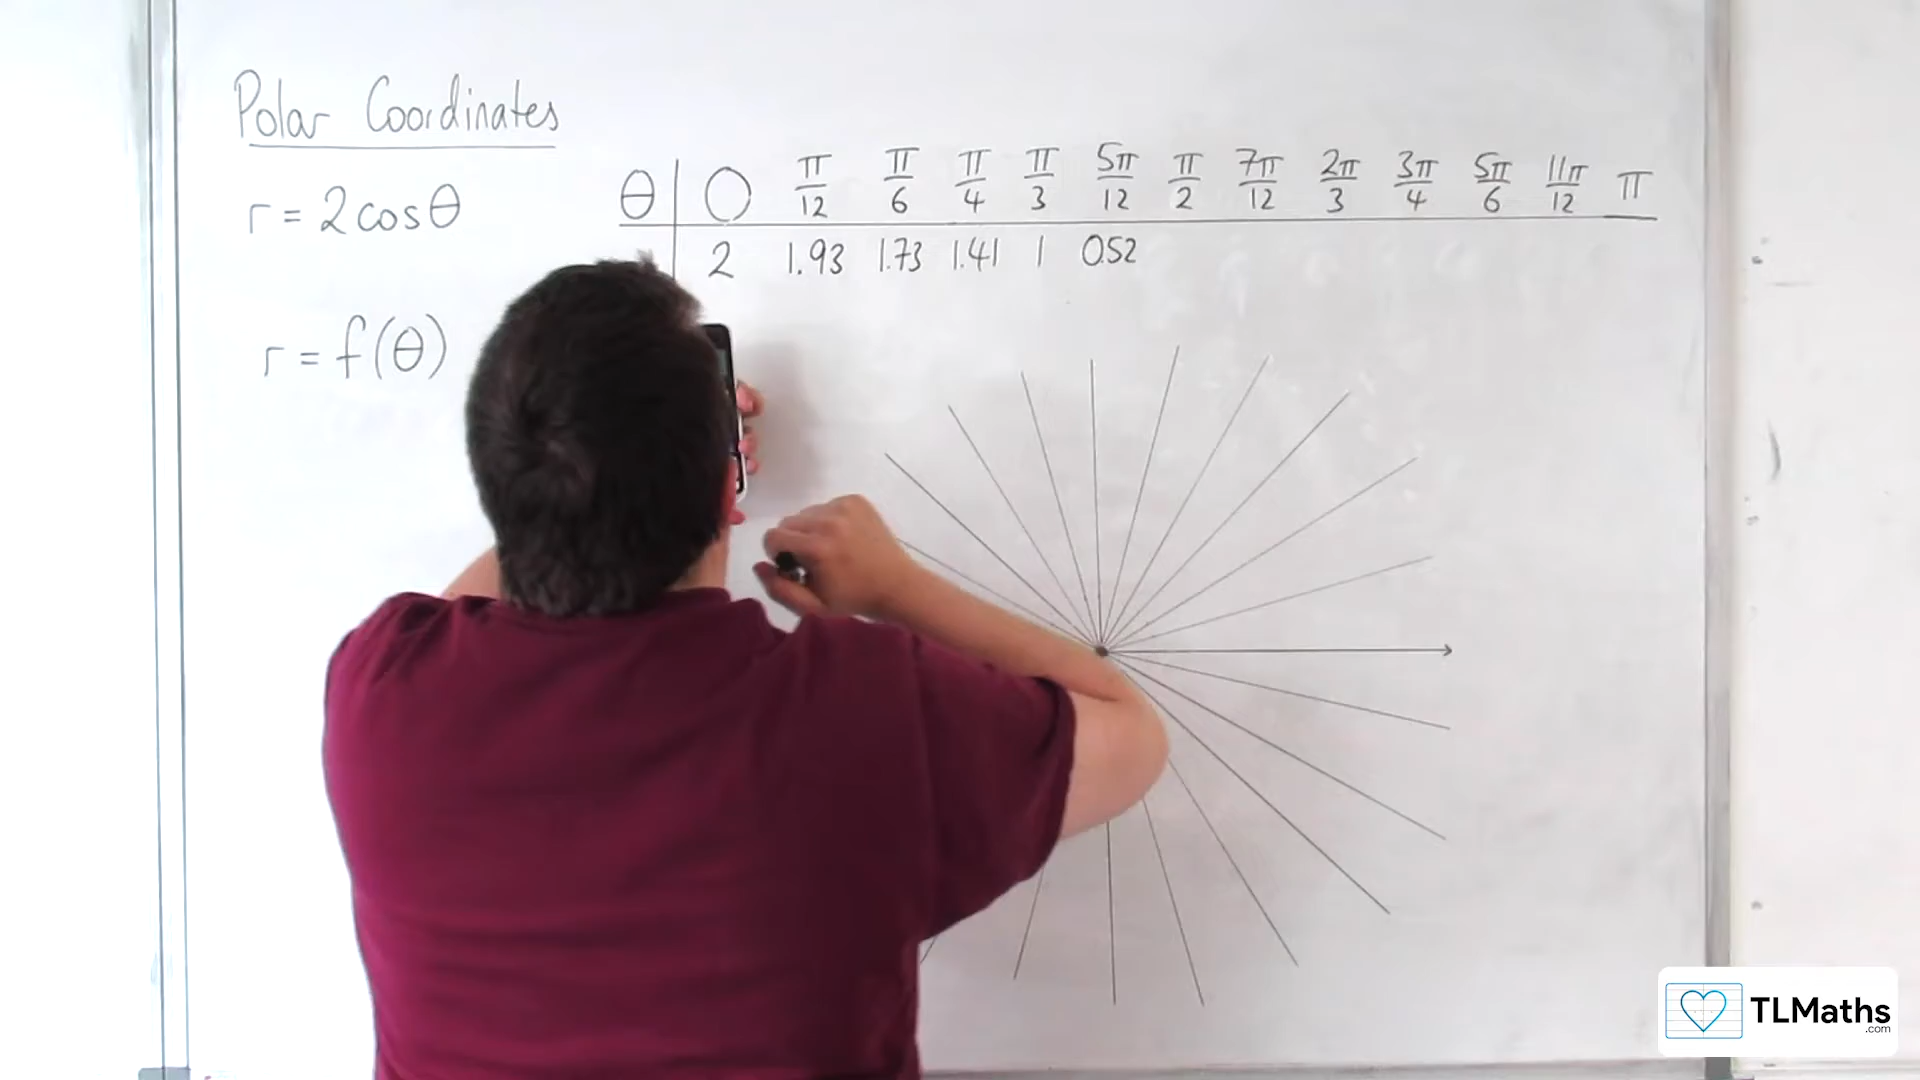 Polar Coordinates
r = 2cosθ
θ 0 π/12 π/6 π/4 π/3 5π/12 π/2 7π/12 2π/3 3π/4 5π/6 11π/12 π
2 1.93 1.73 1.41 1 0.52
r = f(θ)
TLMaths
.com